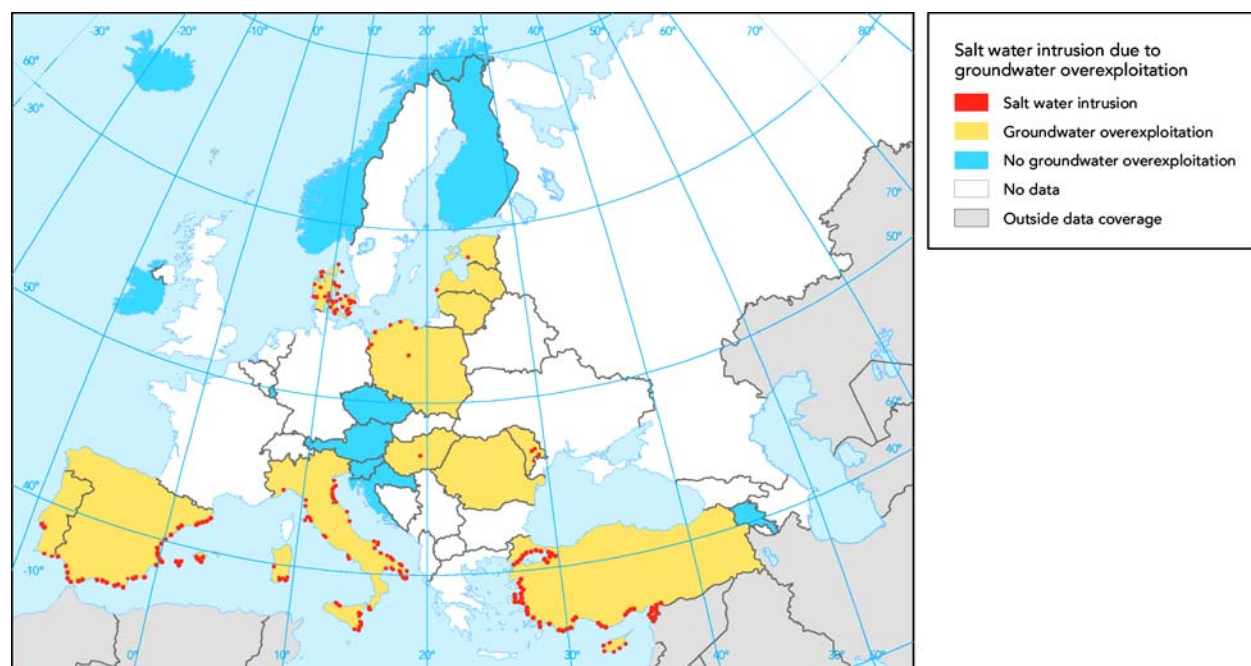 -30° -20° -10° 0° 10° 20° 30° 40° 50° 60° 70° 80°
60°
-30°
70°
50°
50°
60°
40°
40°
-10°
0° 20° 30° 40° 50°
Salt water intrusion due to
groundwater overexploitation
Salt water intrusion
Groundwater overexploitation
No groundwater overexploitation
No data
Outside data coverage